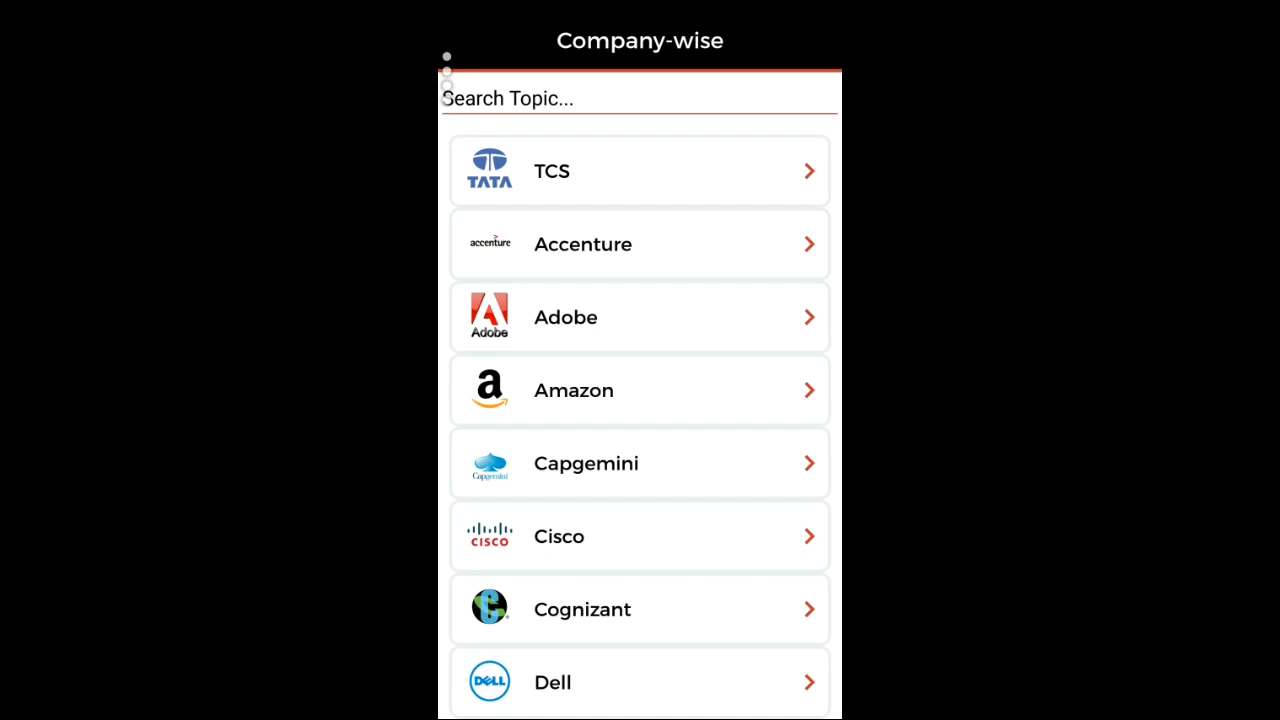 Company-wise
Search Topic...
TATA
TCS
accenture
Accenture
Adobe
Adobe
a
Amazon
Capgemini
Capgemini
CISCO
Cisco
C
Cognizant
DELL
Dell